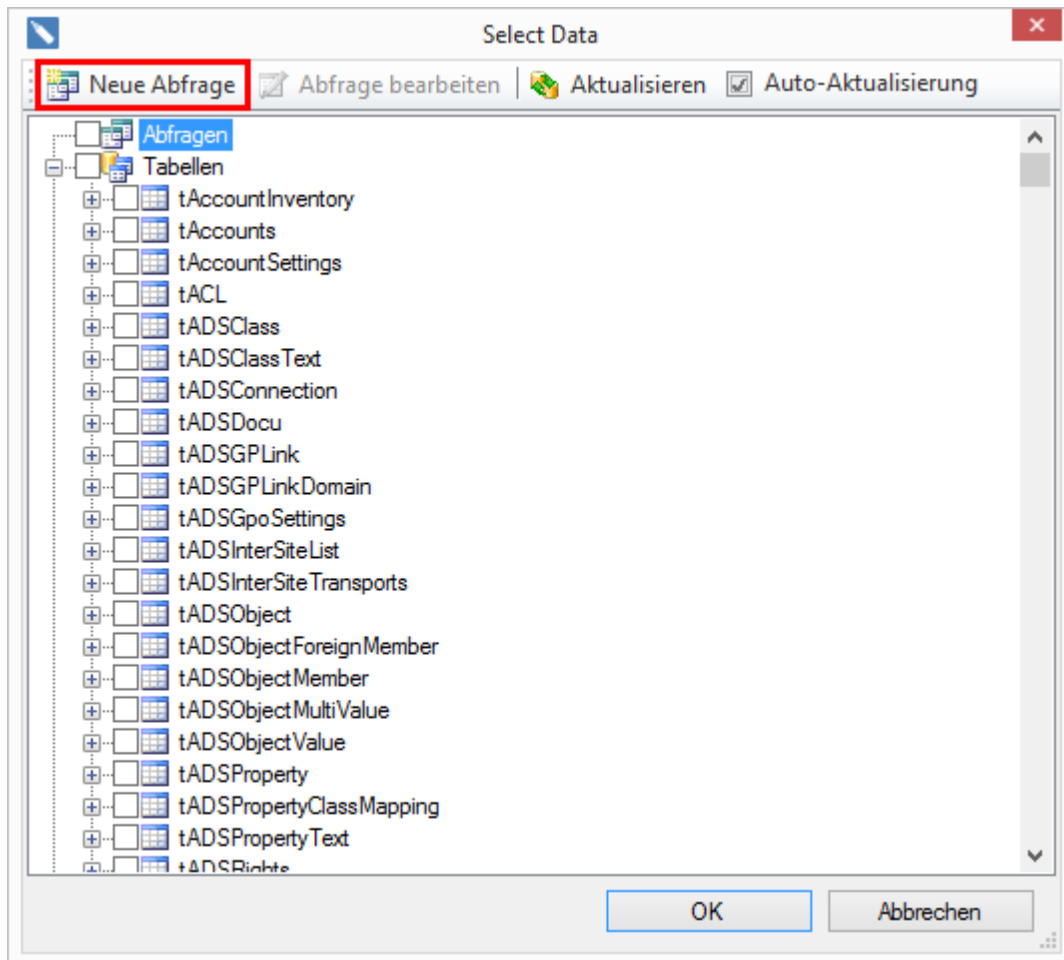 Select Data
Neue Abfrage Abfrage bearbeiten Aktualisieren Auto-Aktualisierung
Abfragen
Tabellen
tAccountInventory
tAccounts
tAccountSettings
tACL
tADSClass
tADSClassText
tADSConnection
tADSDocu
tADSGPLink
tADSGPLinkDomain
tADSGpoSettings
tADSInterSiteList
tADSInterSiteTransports
tADSObject
tADSObjectForeignMember
tADSObjectMember
tADSObjectMultiValue
tADSObjectValue
tADSProperty
tADSPropertyClassMapping
tADSPropertyText
tADSRights
OK Abbrechen